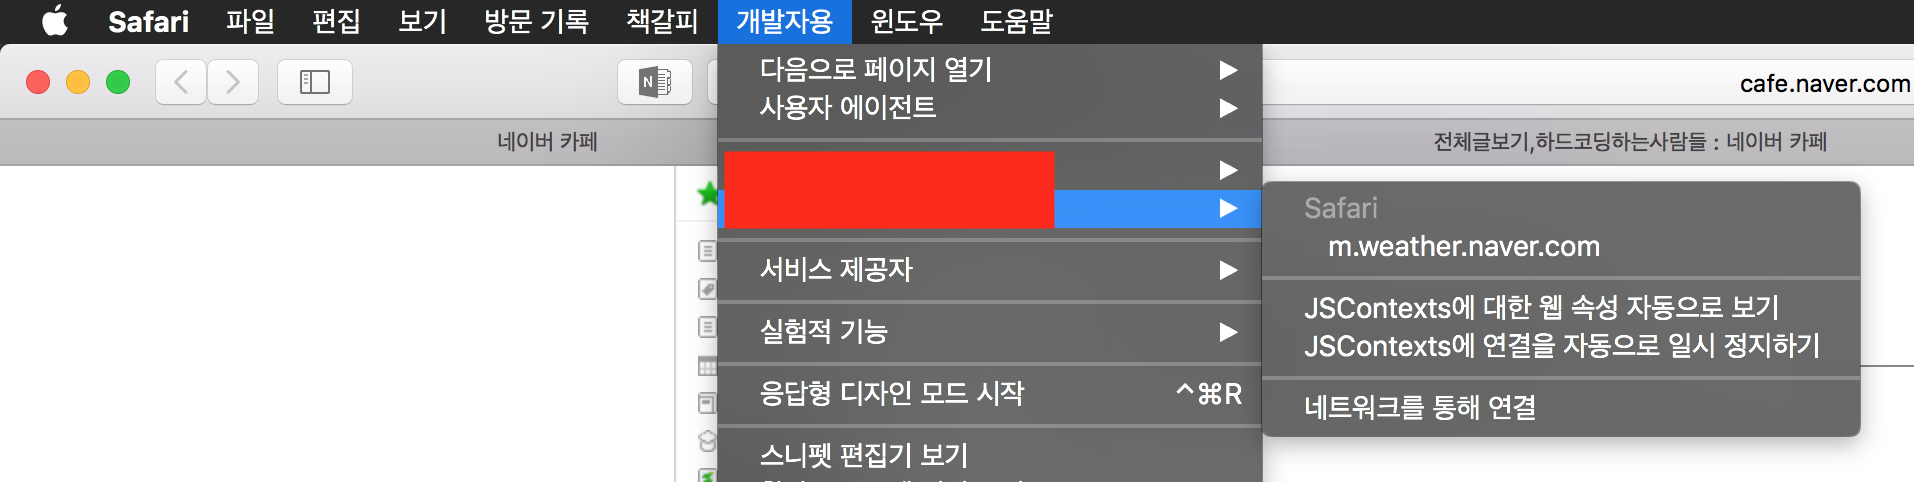 Safari 파일 편집 보기 방문 기록 책갈피 개발자용 윈도우 도움말
N
cafe.naver.com
네이버 카페
전체글보기,하드코딩하는사람들 : 네이버 카페
다음으로 페이지 열기
사용자 에이전트
서비스 제공자
실험적 기능
응답형 디자인 모드 시작 ^⌘R
스니펫 편집기 보기
Safari
m.weather.naver.com
JSContexts에 대한 웹 속성 자동으로 보기
JSContexts에 연결을 자동으로 일시 정지하기
네트워크를 통해 연결